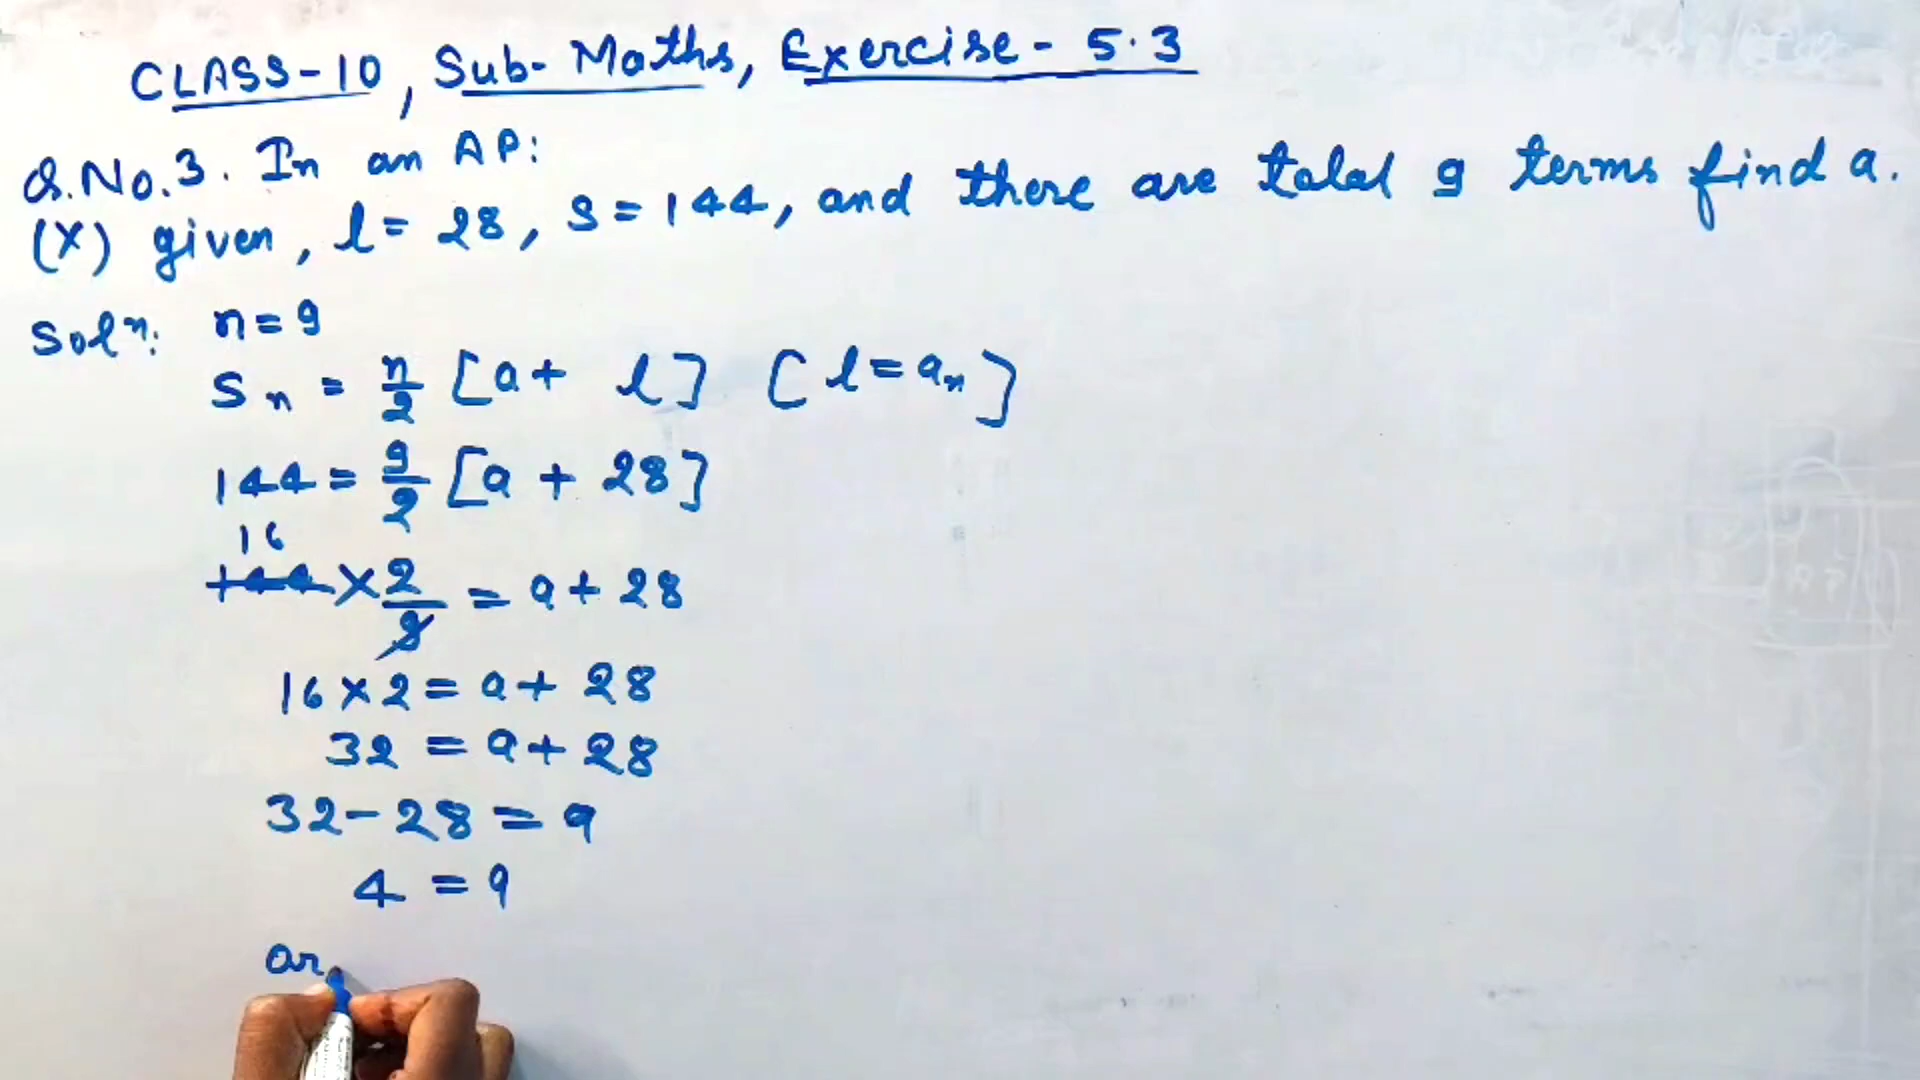 CLASS-10, Sub- Maths, Exercise - 5.3
Q.No.3. In an AP:
(X) given, l = 28, S = 144, and there are total 9 terms find a.
Soln: n = 9
Sn = n/2 [a + l] [l = an]
144 = 9/2 [a + 28]
16
144 × 2/9 = a + 28
16 × 2 = a + 28
32 = a + 28
32 - 28 = a
4 = a
or